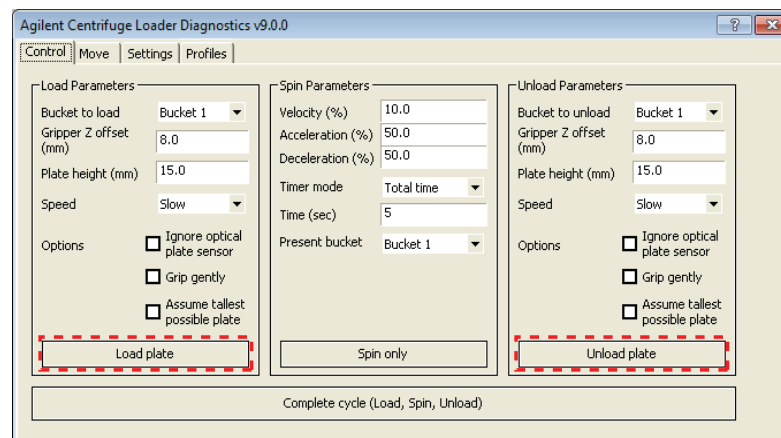 Agilent Centrifuge Loader Diagnostics v9.0.0
?
Control Move Settings Profiles
Load Parameters
Bucket to load Bucket 1
Gripper Z offset
(mm) 8.0
Plate height (mm) 15.0
Speed Slow
Options Ignore optical
plate sensor
Grip gently
Assume tallest
possible plate
Load plate
Spin Parameters
Velocity (%) 10.0
Acceleration (%) 50.0
Deceleration (%) 50.0
Timer mode Total time
Time (sec) 5
Present bucket Bucket 1
Spin only
Unload Parameters
Bucket to unload Bucket 1
Gripper Z offset
(mm) 8.0
Plate height (mm) 15.0
Speed Slow
Options Ignore optical
plate sensor
Grip gently
Assume tallest
possible plate
Unload plate
Complete cycle (Load, Spin, Unload)